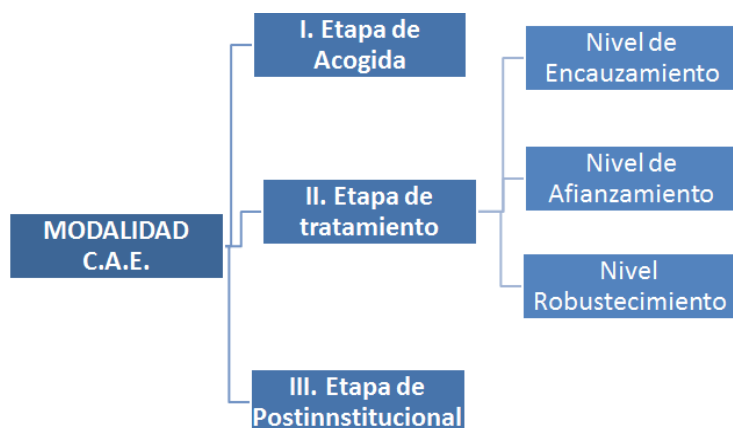 MODALIDAD
C.A.E.
I. Etapa de
Acogida
II. Etapa de
tratamiento
III. Etapa de
Postinnstitucional
Nivel de
Encauzamiento
Nivel de
Afianzamiento
Nivel
Robustecimiento